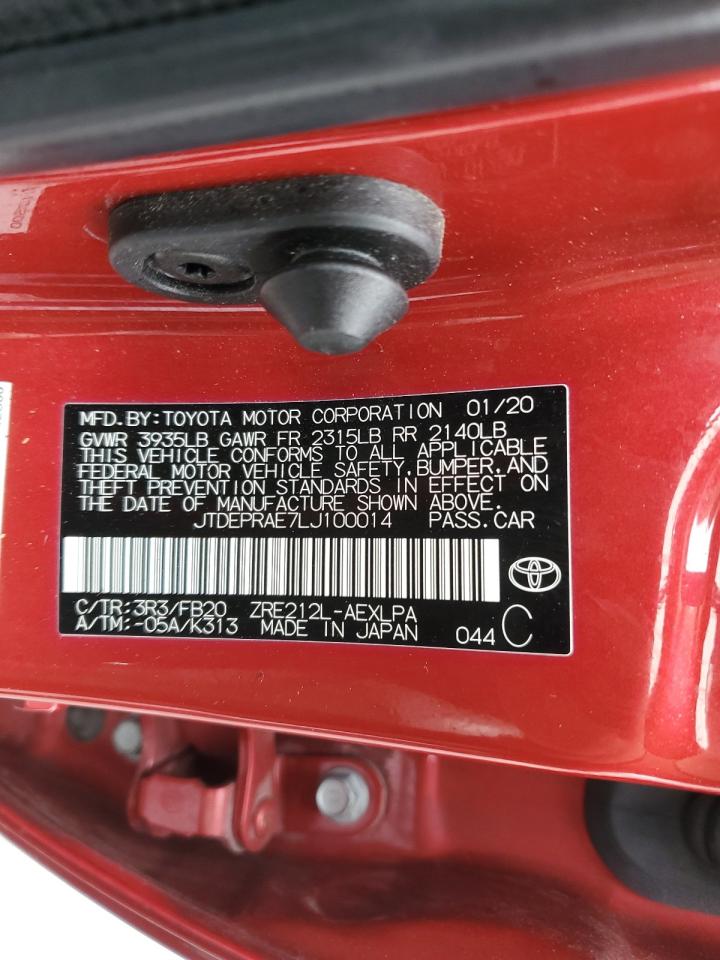 MFD.BY:TOYOTA MOTOR CORPORATION 01/20
GVWR 3935LB GAWR FR 2315LB RR 2140LB
THIS VEHICLE CONFORMS TO ALL APPLICABLE
FEDERAL MOTOR VEHICLE SAFETY,BUMPER,AND
THEFT PREVENTION STANDARDS IN EFFECT ON
THE DATE OF MANUFACTURE SHOWN ABOVE.
JTDEPRAE7LJ100014 PASS.CAR
C/TR:3R3/FB20 ZRE212L-AEXLPA
A/TM:-05A/K313 MADE IN JAPAN 044 C